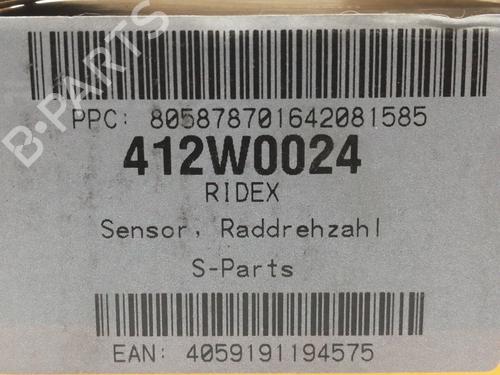 PPC: 805878701642081585
412W0024
RIDEX
Sensor, Raddrehzahl
S-Parts
EAN: 4059191194575
B-PARTS